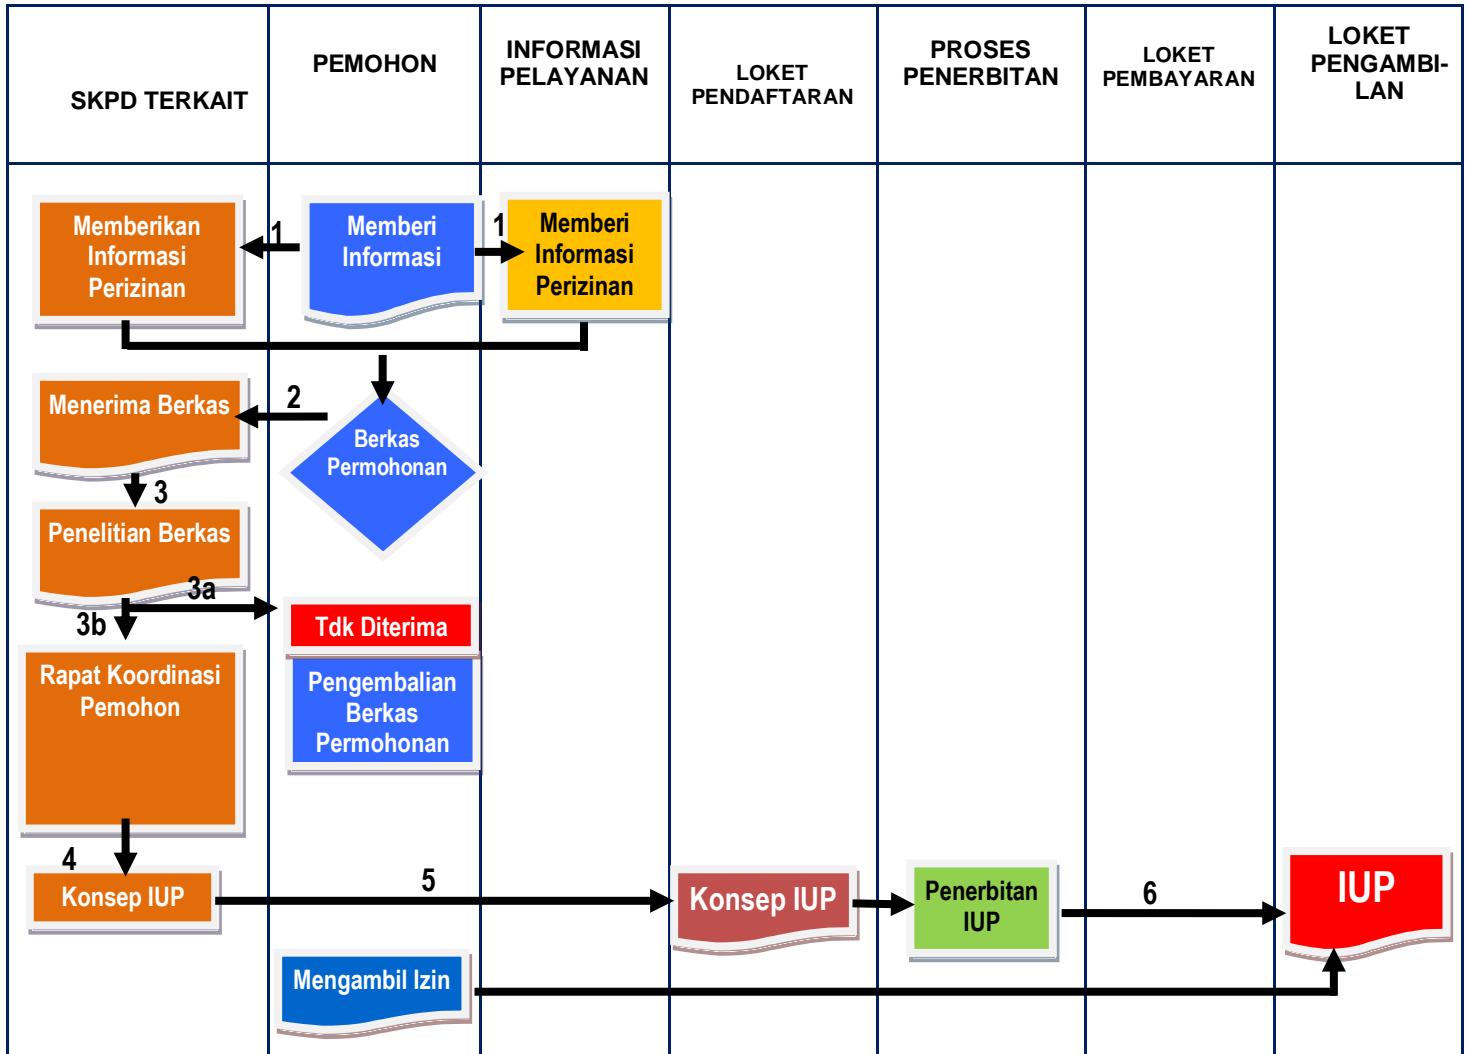 SKPD TERKAIT
PEMOHON
INFORMASI
PELAYANAN
LOKET
PENDAFTARAN
PROSES
PENERBITAN
LOKET
PEMBAYARAN
LOKET
PENGAMBI-
LAN
Memberikan
Informasi
Perizinan
1
Memberi
Informasi
1
Memberi
Informasi
Perizinan
Menerima Berkas
2
Berkas
Permohonan
3
Penelitian Berkas
3a
3b
Tdk Diterima
Rapat Koordinasi
Pemohon
Pengembalian
Berkas
Permohonan
4
Konsep IUP
5
Konsep IUP
Penerbitan
IUP
6
IUP
Mengambil Izin